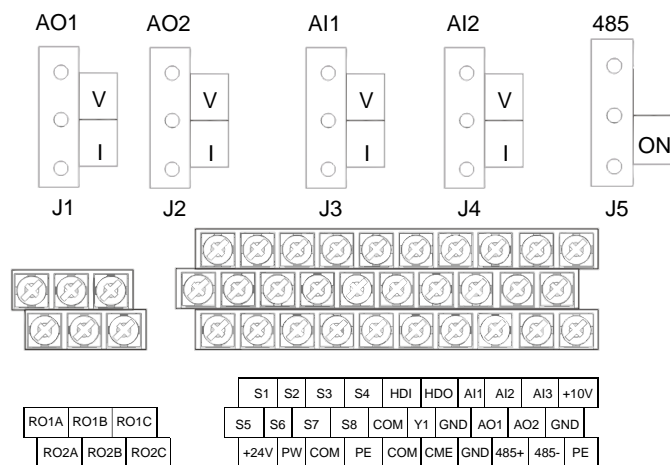 AO1 AO2 AI1 AI2 485
V V V V
I I I I ON
J1 J2 J3 J4 J5
S1 S2 S3 S4 HDI HDO AI1 AI2 AI3 +10V
RO1A RO1B RO1C S5 S6 S7 S8 COM Y1 GND AO1 AO2 GND
RO2A RO2B RO2C +24V PW COM PE COM CME GND 485+ 485- PE